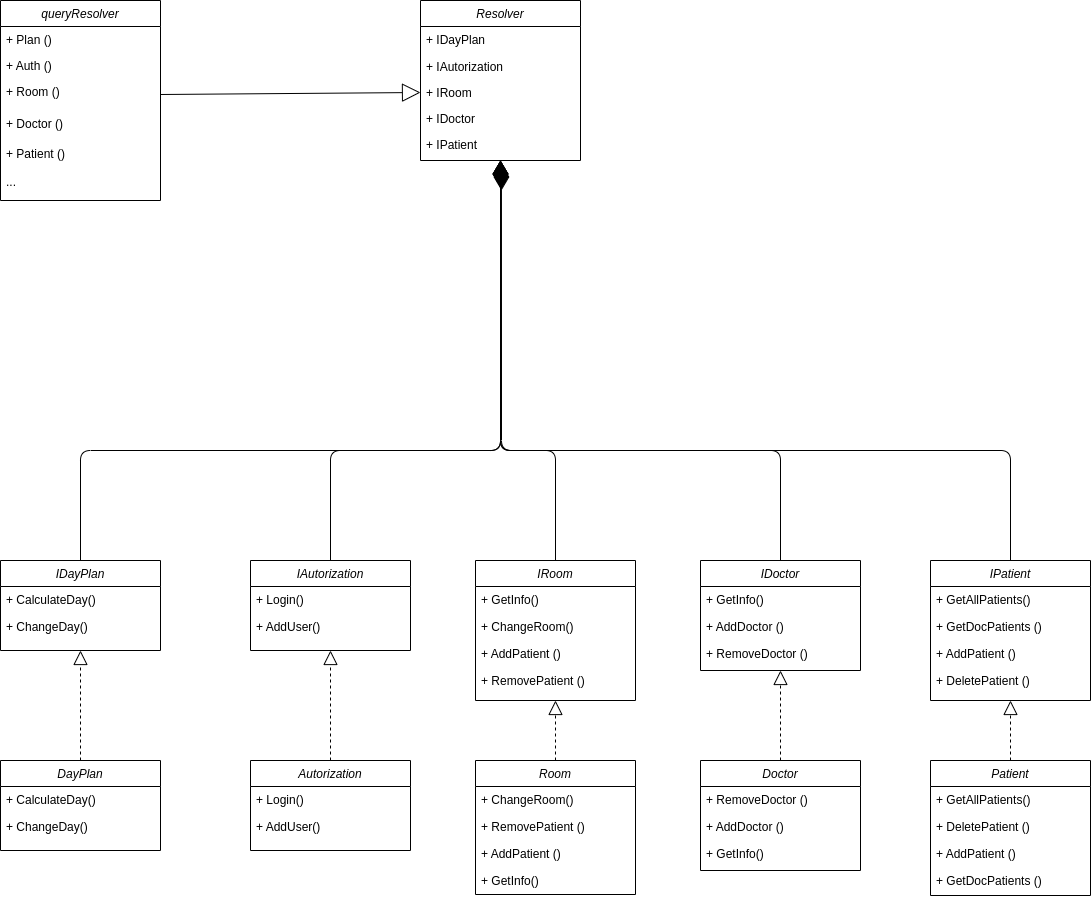 queryResolver
+ Plan ()
+ Auth ()
+ Room ()
+ Doctor ()
+ Patient ()
...
Resolver
+ IDayPlan
+ IAutorization
+ IRoom
+ IDoctor
+ IPatient
IDayPlan
+ CalculateDay()
+ ChangeDay()
IAutorization
+ Login()
+ AddUser()
IRoom
+ GetInfo()
+ ChangeRoom()
+ AddPatient ()
+ RemovePatient ()
IDoctor
+ GetInfo()
+ AddDoctor ()
+ RemoveDoctor ()
IPatient
+ GetAllPatients()
+ GetDocPatients ()
+ AddPatient ()
+ DeletePatient ()
DayPlan
+ CalculateDay()
+ ChangeDay()
Autorization
+ Login()
+ AddUser()
Room
+ ChangeRoom()
+ RemovePatient ()
+ AddPatient ()
+ GetInfo()
Doctor
+ RemoveDoctor ()
+ AddDoctor ()
+ GetInfo()
Patient
+ GetAllPatients()
+ DeletePatient ()
+ AddPatient ()
+ GetDocPatients ()